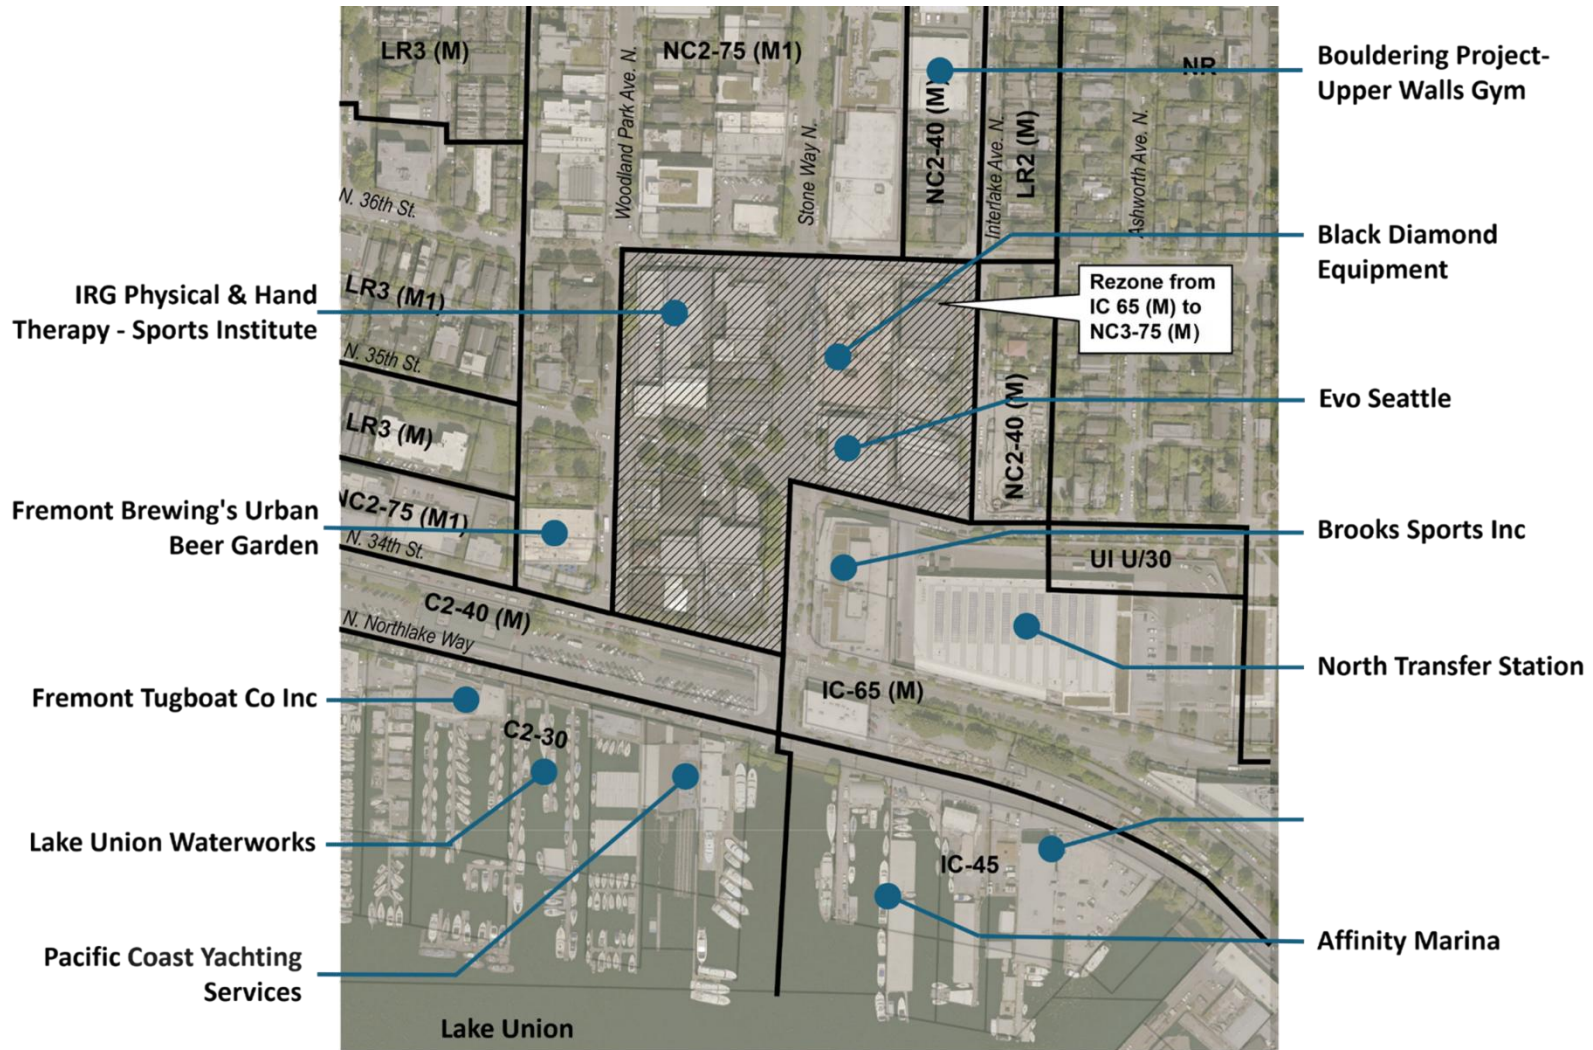 LR3 (M)
NC2-75 (M1)
NR
Bouldering Project-
Upper Walls Gym
Woodland Park Ave. N.
Stone Way N.
NC2-40 (M)
Interlake Ave. N.
LR2 (M)
Ashworth Ave. N.
N. 36th St.
Black Diamond
Equipment
Rezone from
IC 65 (M) to
NC3-75 (M)
IRG Physical & Hand
Therapy - Sports Institute
LR3 (M1)
N. 35th St.
Evo Seattle
LR3 (M)
NC2-40 (M)
Fremont Brewing's Urban
Beer Garden
NC2-75 (M1)
N. 34th St.
Brooks Sports Inc
UI U/30
C2-40 (M)
N. Northlake Way
North Transfer Station
IC-65 (M)
Fremont Tugboat Co Inc
C2-30
Lake Union Waterworks
IC-45
Affinity Marina
Pacific Coast Yachting
Services
Lake Union